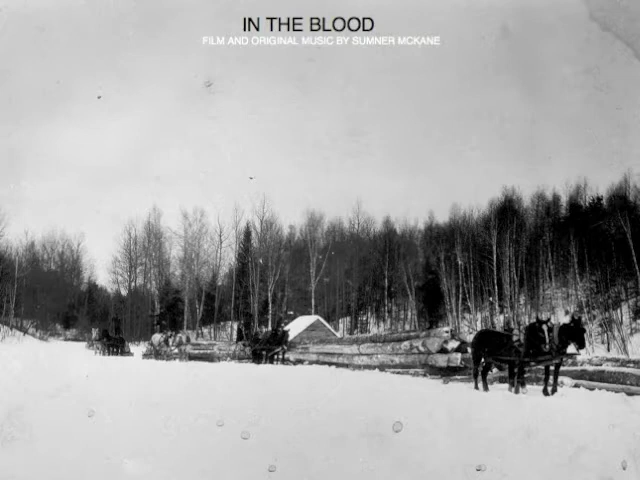 IN THE BLOOD
FILM AND ORIGINAL MUSIC BY SUMNER MCKANE